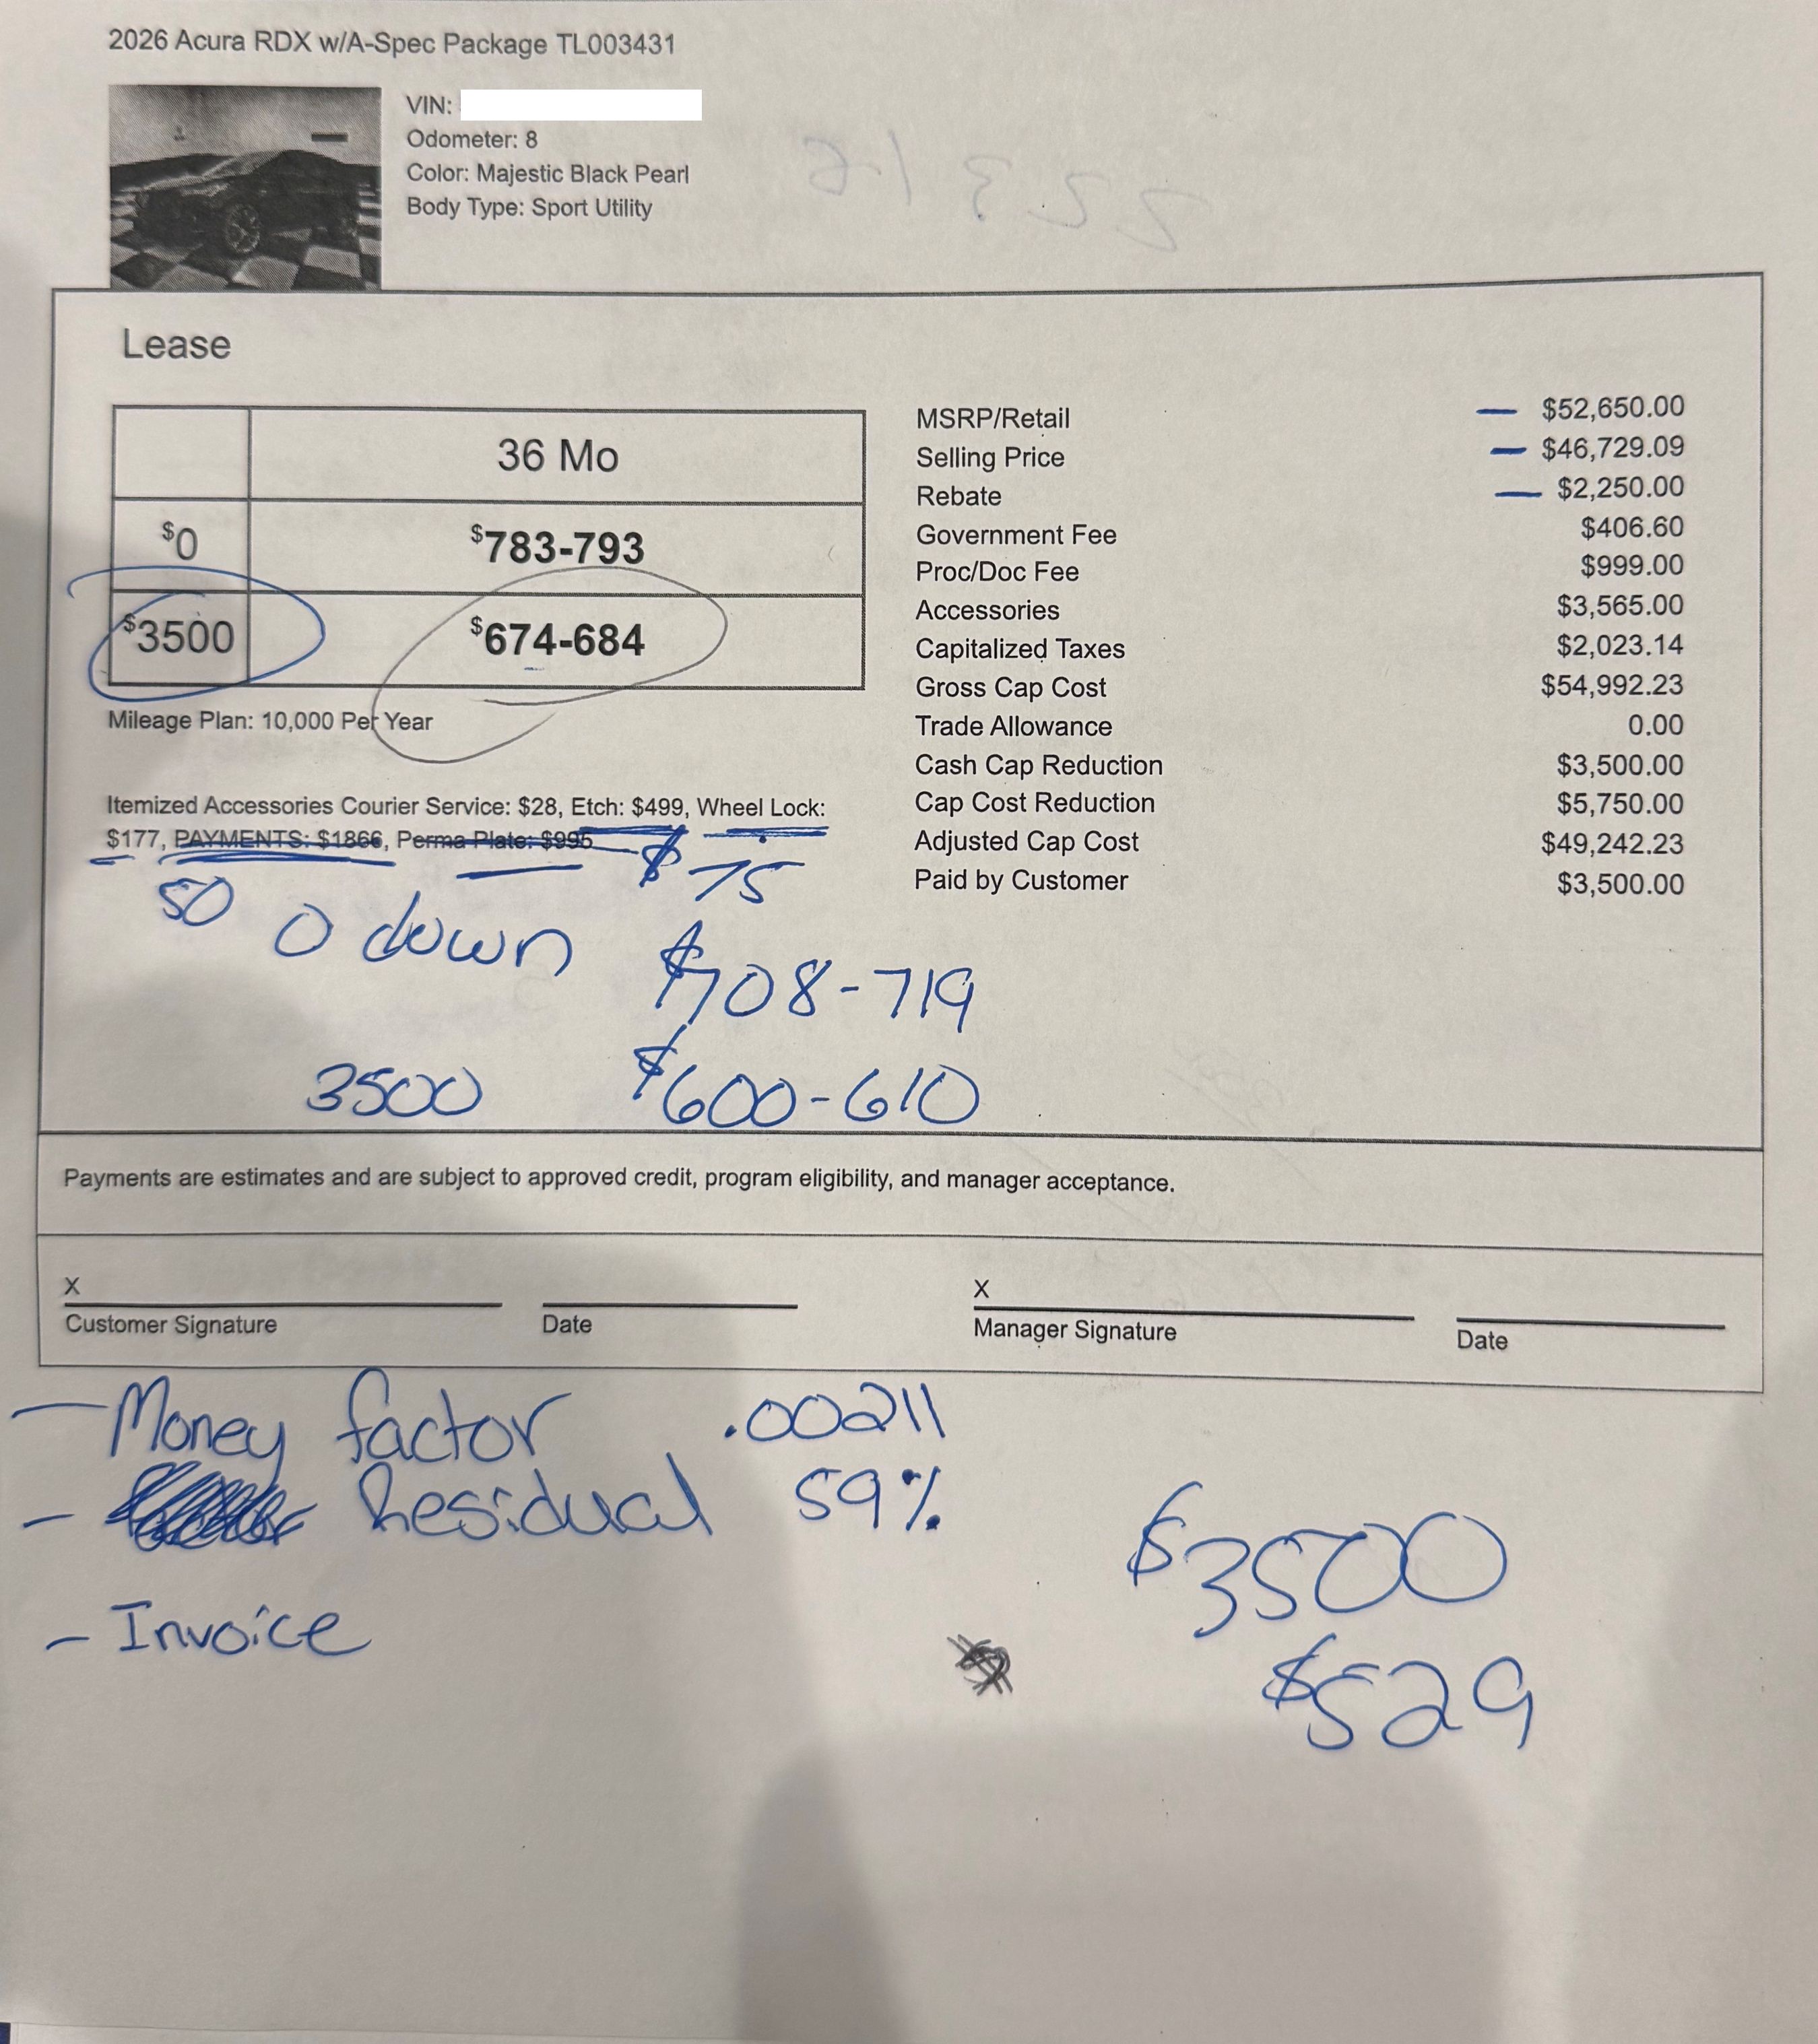 2026 Acura RDX w/A-Spec Package TL003431
VIN:
Odometer: 8
Color: Majestic Black Pearl
Body Type: Sport Utility
Lease
36 Mo
$0 $783-793
$3500 $674-684
Mileage Plan: 10,000 Per Year
Itemized Accessories Courier Service: $28, Etch: $499, Wheel Lock:
$177, PAYMENTS: $1866, Perma Plate: $995
50 $75
0 down $708-719
3500 $600-610
MSRP/Retail $52,650.00
Selling Price $46,729.09
Rebate $2,250.00
Government Fee $406.60
Proc/Doc Fee $999.00
Accessories $3,565.00
Capitalized Taxes $2,023.14
Gross Cap Cost $54,992.23
Trade Allowance 0.00
Cash Cap Reduction $3,500.00
Cap Cost Reduction $5,750.00
Adjusted Cap Cost $49,242.23
Paid by Customer $3,500.00
Payments are estimates and are subject to approved credit, program eligibility, and manager acceptance.
X X
Customer Signature Date Manager Signature Date
- Money factor .00211
- Residual 59%
- Invoice
$3500
$529